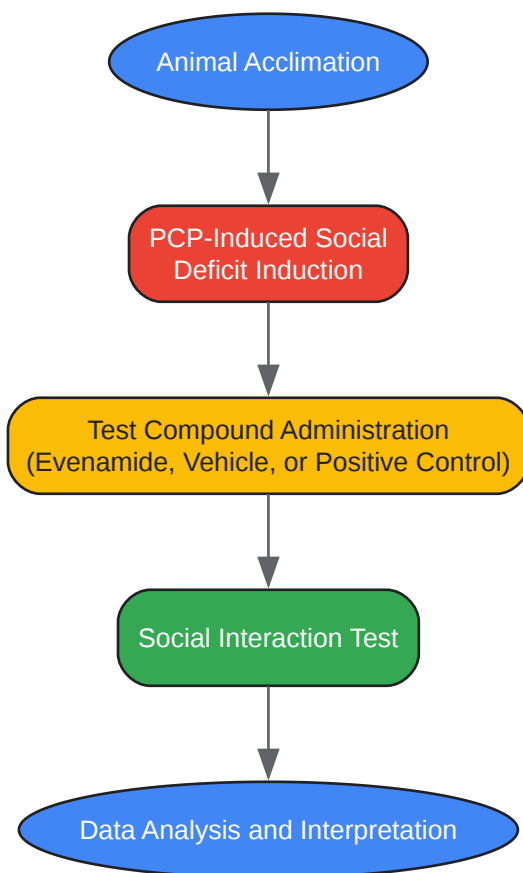 Animal Acclimation
PCP-Induced Social
Deficit Induction
Test Compound Administration
(Evenamide, Vehicle, or Positive Control)
Social Interaction Test
Data Analysis and Interpretation